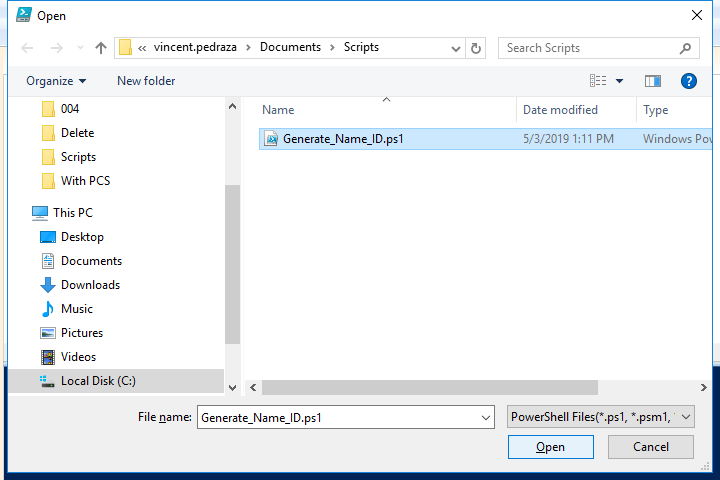 Open
« vincent.pedraza > Documents > Scripts
Search Scripts
Organize
New folder
?
004
Delete
Scripts
With PCS
This PC
Desktop
Documents
Downloads
Music
Pictures
Videos
Local Disk (C:)
Name
Date modified
Type
Generate_Name_ID.ps1
5/3/2019 1:11 PM
Windows Pov
File name:
Generate_Name_ID.ps1
PowerShell Files(*.ps1, *.psm1,
Open
Cancel